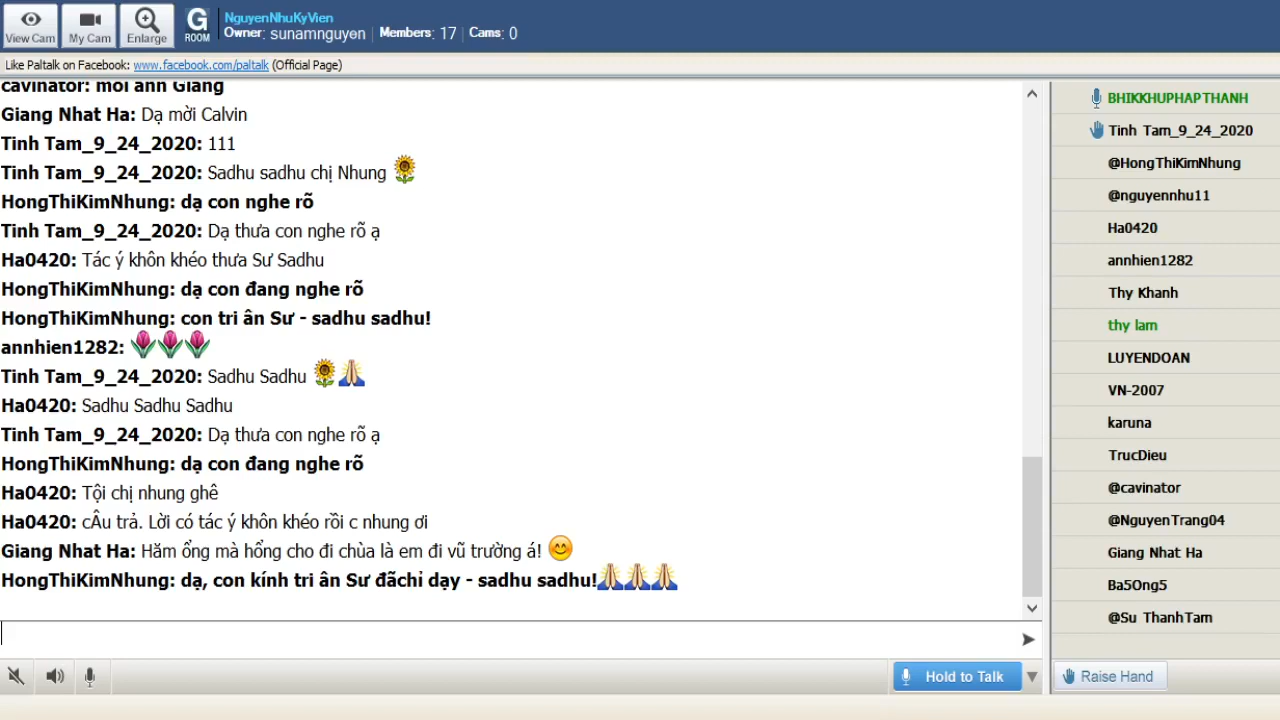 View Cam
My Cam
Enlarge
G
ROOM
NguyenNhuKyVien
Owner: sunamnguyen | Members: 17 | Cams: 0
Like Paltalk on Facebook: www.facebook.com/paltalk (Official Page)
cavinator: mời anh Giang
Giang Nhat Ha: Dạ mời Calvin
Tinh Tam_9_24_2020: 111
Tinh Tam_9_24_2020: Sadhu sadhu chị Nhung
HongThiKimNhung: dạ con nghe rõ
Tinh Tam_9_24_2020: Dạ thưa con nghe rõ ạ
Ha0420: Tác ý khôn khéo thưa Sư Sadhu
HongThiKimNhung: dạ con đang nghe rõ
HongThiKimNhung: con tri ân Sư - sadhu sadhu!
annhien1282:
Tinh Tam_9_24_2020: Sadhu Sadhu
Ha0420: Sadhu Sadhu Sadhu
Tinh Tam_9_24_2020: Dạ thưa con nghe rõ ạ
HongThiKimNhung: dạ con đang nghe rõ
Ha0420: Tội chị nhung ghê
Ha0420: cÂu trả. Lời có tác ý khôn khéo rồi c nhung ơi
Giang Nhat Ha: Hăm ổng mà hổng cho đi chùa là em đi vũ trường á!
HongThiKimNhung: dạ, con kính tri ân Sư đãchỉ dạy - sadhu sadhu!
Hold to Talk
BHIKKHUPHAPTHANH
Tinh Tam_9_24_2020
@HongThiKimNhung
@nguyennhu11
Ha0420
annhien1282
Thy Khanh
thy lam
LUYENDOAN
VN-2007
karuna
TrucDieu
@cavinator
@NguyenTrang04
Giang Nhat Ha
Ba5Ong5
@Su ThanhTam
Raise Hand